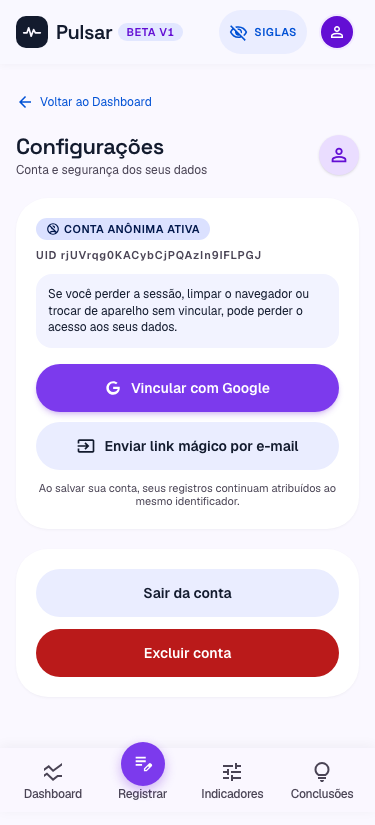 Pulsar BETA V1 SIGLAS
Voltar ao Dashboard
Configurações
Conta e segurança dos seus dados
CONTA ANÔNIMA ATIVA
UID rjUVrqg0KACybCjPQAzIn9IFLPGJ
Se você perder a sessão, limpar o navegador ou
trocar de aparelho sem vincular, pode perder o
acesso aos seus dados.
Vincular com Google
Enviar link mágico por e-mail
Ao salvar sua conta, seus registros continuam atribuídos ao
mesmo identificador.
Sair da conta
Excluir conta
Dashboard Registrar Indicadores Conclusões